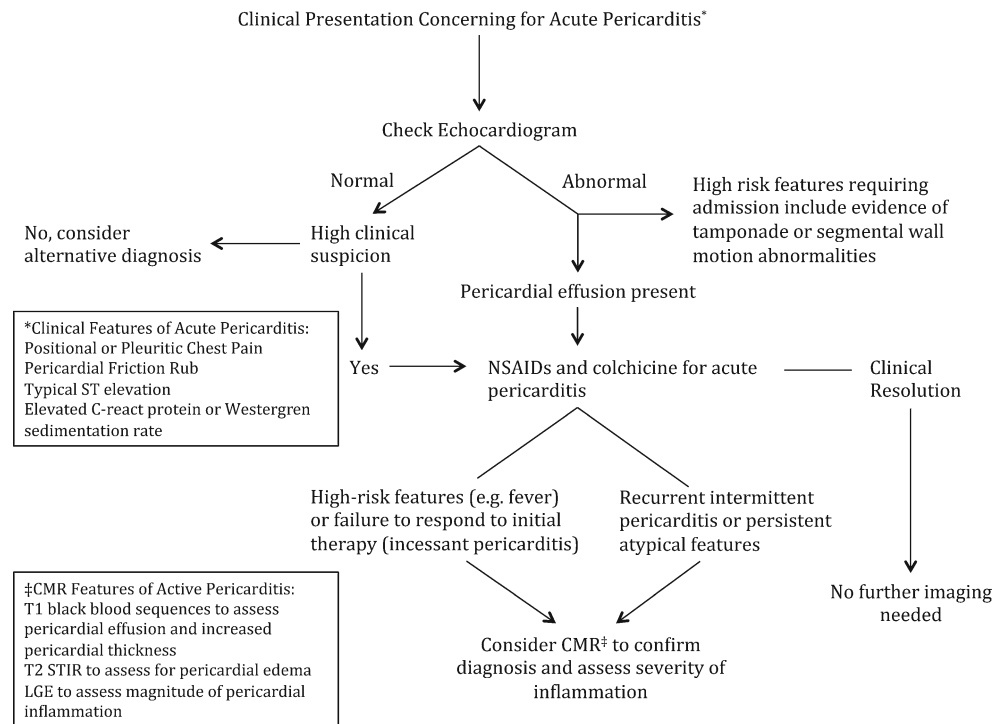 Clinical Presentation Concerning for Acute Pericarditis*
Check Echocardiogram
Normal
Abnormal
High risk features requiring
admission include evidence of
tamponade or segmental wall
motion abnormalities
No, consider
alternative diagnosis
High clinical
suspicion
Pericardial effusion present
*Clinical Features of Acute Pericarditis:
Positional or Pleuritic Chest Pain
Pericardial Friction Rub
Typical ST elevation
Elevated C-react protein or Westergren
sedimentation rate
Yes
NSAIDs and colchicine for acute
pericarditis
Clinical
Resolution
High-risk features (e.g. fever)
or failure to respond to initial
therapy (incessant pericarditis)
Recurrent intermittent
pericarditis or persistent
atypical features
No further imaging
needed
‡CMR Features of Active Pericarditis:
T1 black blood sequences to assess
pericardial effusion and increased
pericardial thickness
T2 STIR to assess for pericardial edema
LGE to assess magnitude of pericardial
inflammation
Consider CMR‡ to confirm
diagnosis and assess severity of
inflammation